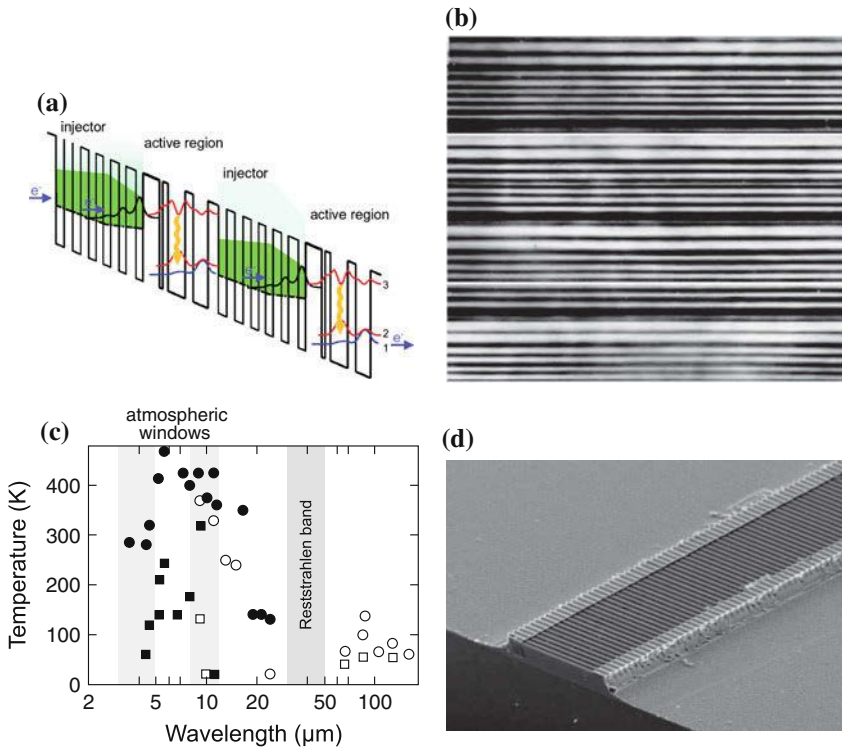 (a)
injector
active region
injector
active region
e⁻
e⁻
e⁻
e⁻
3
2
1
(b)
(c)
atmospheric
windows
Temperature (K)
400
300
200
100
0
Reststrahlen band
2
5
10
20
50
100
Wavelength (μm)
(d)